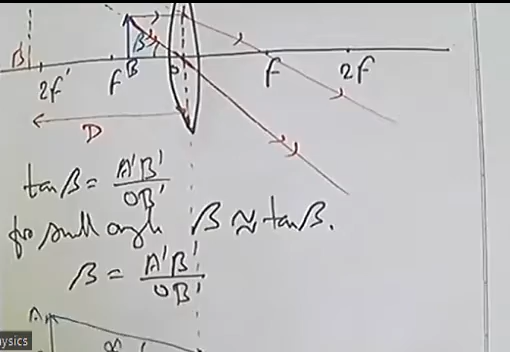 B' 2F' F B β O F 2F
D
tan β = A'B' / OB'
for small angle β ≈ tan β.
β = A'B' / OB'
A
ysics